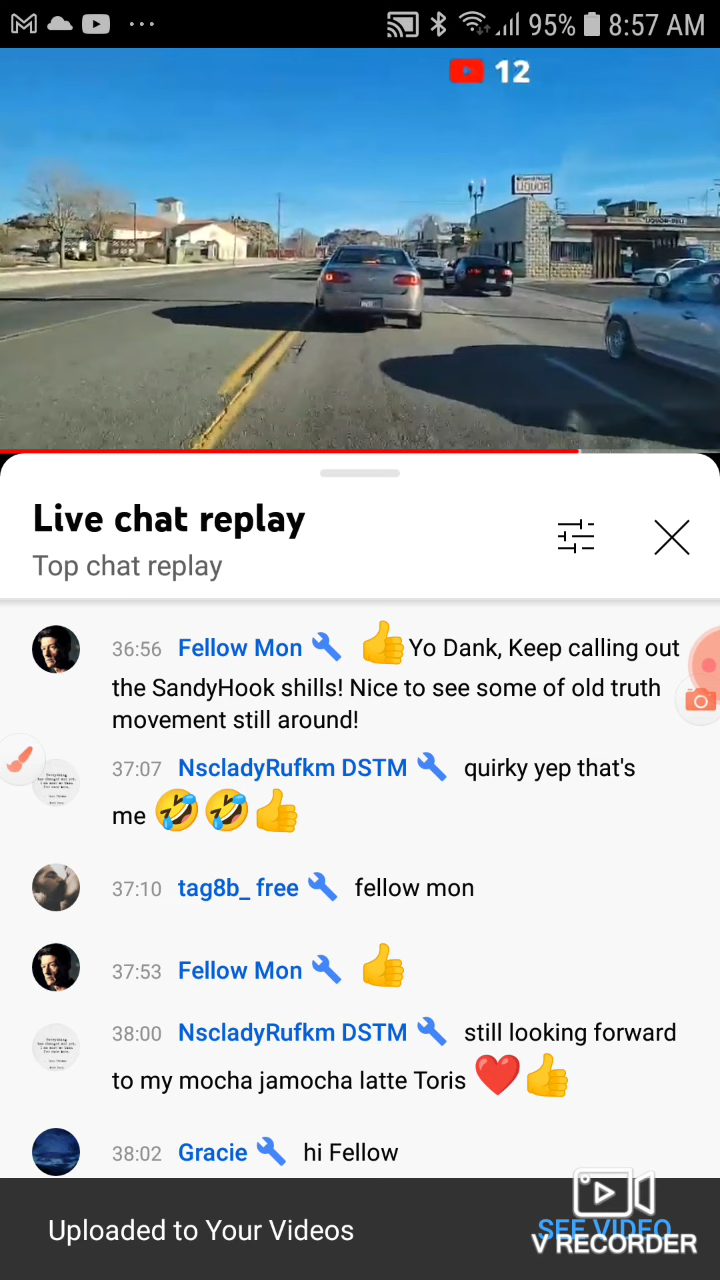 95% 8:57 AM
12
LIQUOR
Live chat replay
Top chat replay
36:56 Fellow Mon 👍Yo Dank, Keep calling out
the SandyHook shills! Nice to see some of old truth
movement still around!
37:07 NscladyRufkm DSTM quirky yep that's
me 🤣🤣👍
37:10 tag8b_ free fellow mon
37:53 Fellow Mon 👍
38:00 NscladyRufkm DSTM still looking forward
to my mocha jamocha latte Toris ❤️👍
38:02 Gracie hi Fellow
Uploaded to Your Videos
SEE VIDEO
V RECORDER